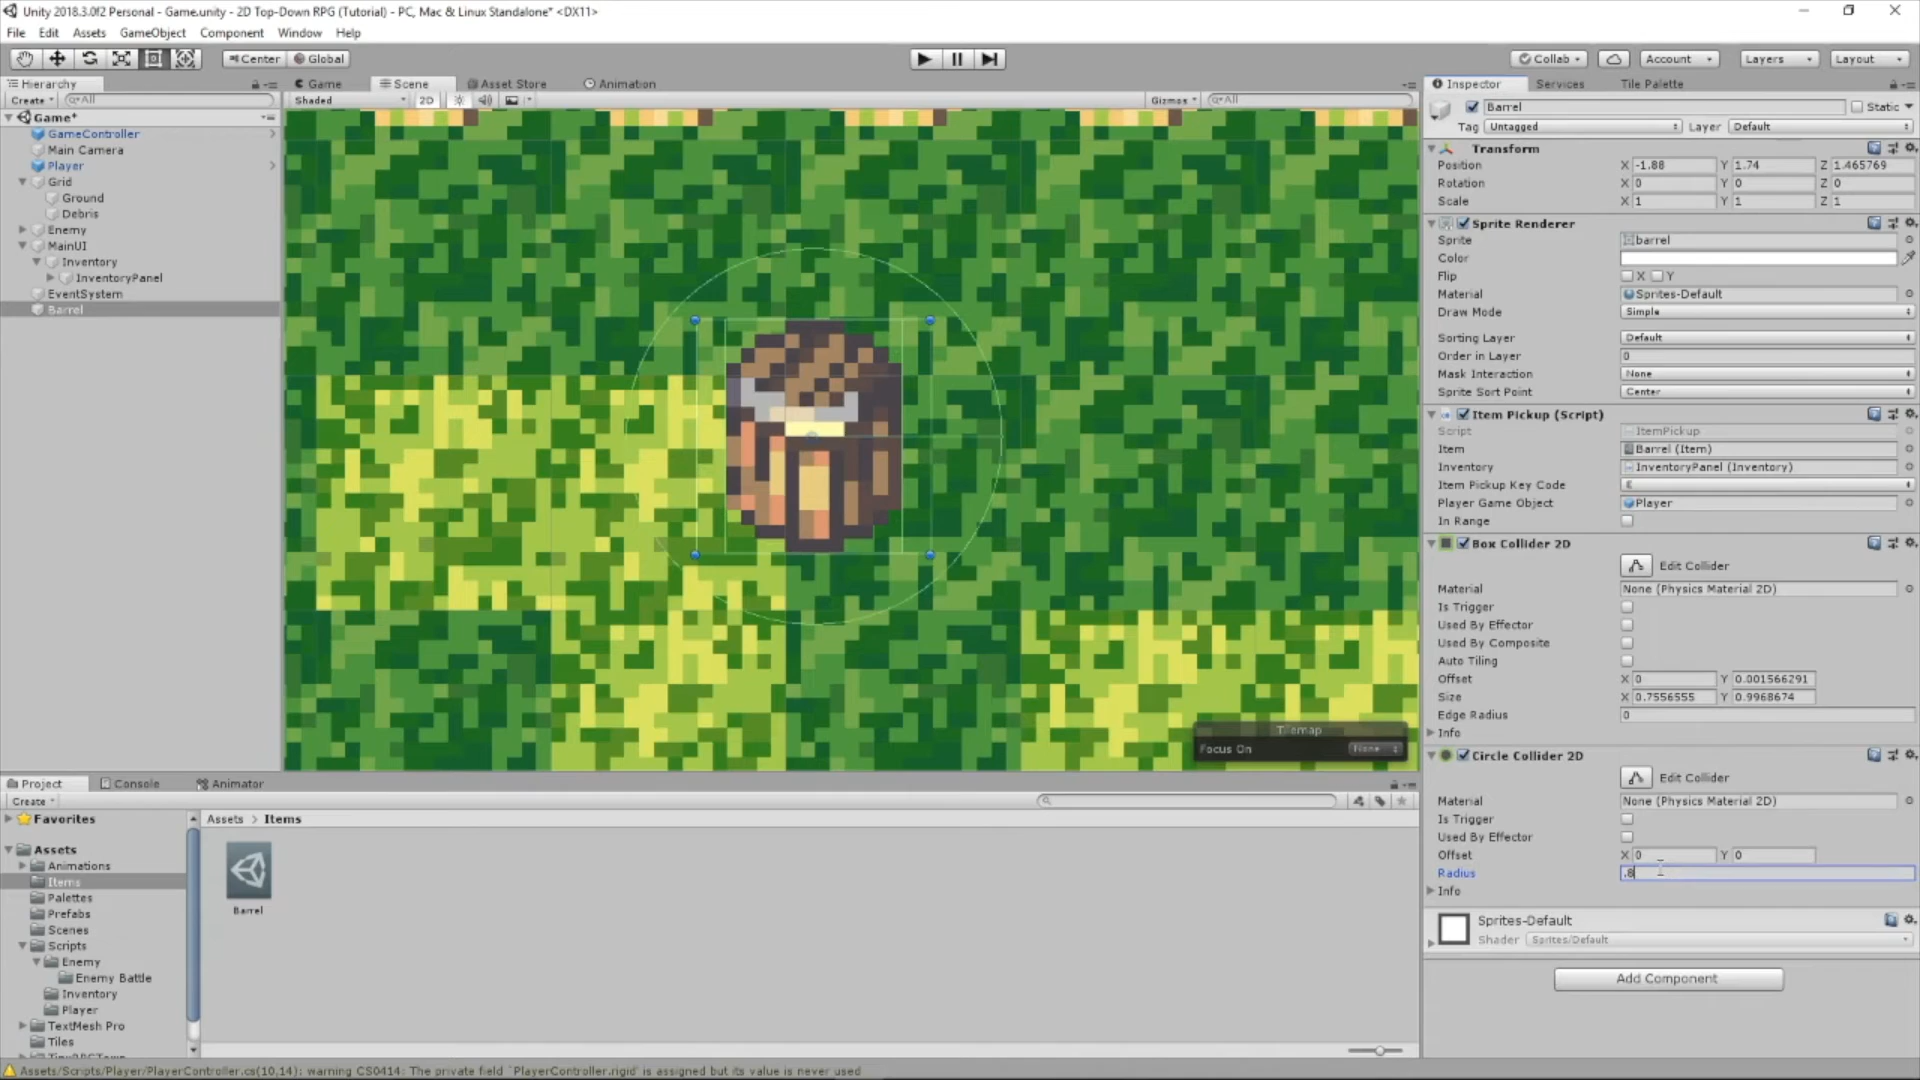 Unity 2018.3.0f2 Personal - Game.unity - 2D Top-Down RPG (Tutorial) - PC, Mac & Linux Standalone* <DX11>
File Edit Assets GameObject Component Window Help
Center Global
Collab Account Layers Layout
Hierarchy
Create All
Game*
GameController
Main Camera
Player
Grid
Ground
Debris
Enemy
MainUI
Inventory
InventoryPanel
EventSystem
Barrel
Game Scene Asset Store Animation
Shaded 2D Gizmos All
Tilemap
Focus On None
Inspector Services Tile Palette
Barrel Static
Tag Untagged Layer Default
Transform
Position X -1.88 Y 1.74 Z 1.465769
Rotation X 0 Y 0 Z 0
Scale X 1 Y 1 Z 1
Sprite Renderer
Sprite barrel
Color
Flip X Y
Material Sprites-Default
Draw Mode Simple
Sorting Layer Default
Order in Layer 0
Mask Interaction None
Sprite Sort Point Center
Item Pickup (Script)
Script ItemPickup
Item Barrel (Item)
Inventory InventoryPanel (Inventory)
Item Pickup Key Code E
Player Game Object Player
In Range
Box Collider 2D
Edit Collider
Material None (Physics Material 2D)
Is Trigger
Used By Effector
Used By Composite
Auto Tiling
Offset X 0 Y 0.001566291
Size X 0.7556555 Y 0.9968674
Edge Radius 0
Info
Circle Collider 2D
Edit Collider
Material None (Physics Material 2D)
Is Trigger
Used By Effector
Offset X 0 Y 0
Radius .8
Info
Sprites-Default
Shader Sprites/Default
Add Component
Project Console Animator
Create
Favorites
Assets
Animations
Items
Palettes
Prefabs
Scenes
Scripts
Enemy
Enemy Battle
Inventory
Player
TextMesh Pro
Tiles
Assets > Items
Barrel
Assets/Scripts/Player/PlayerController.cs(10,14): warning CS0414: The private field `PlayerController.rigid' is assigned but its value is never used